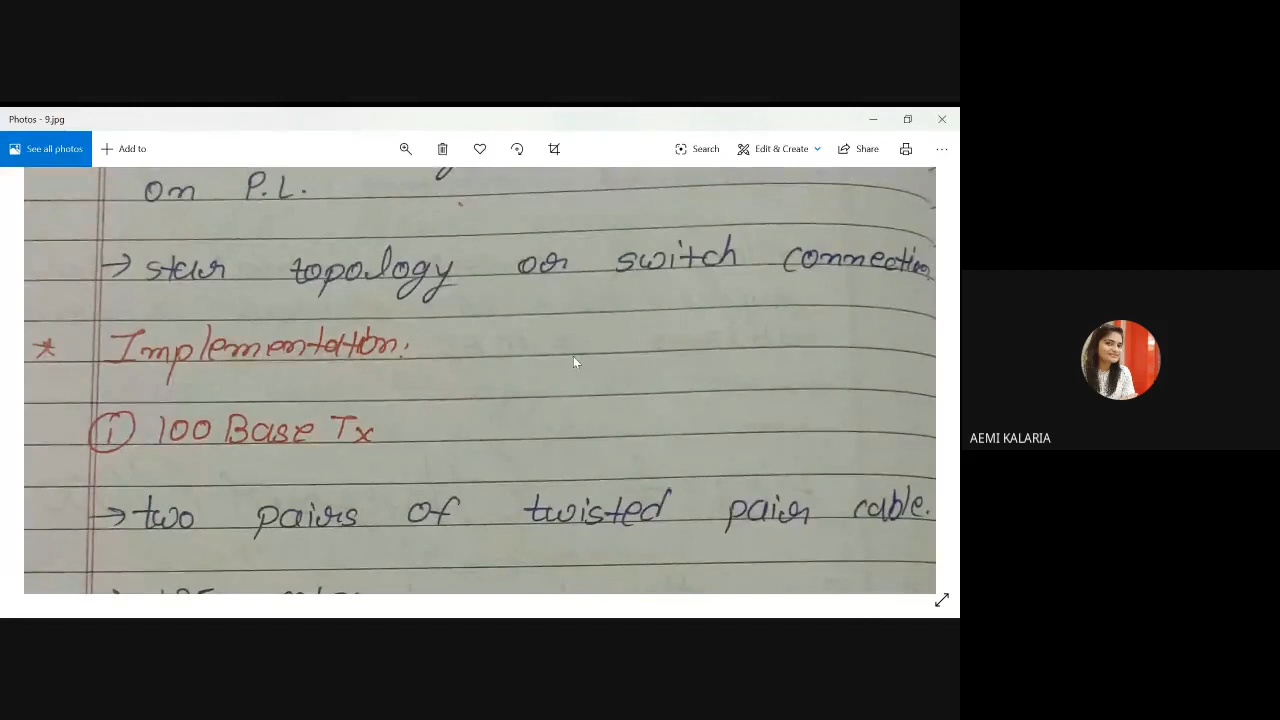 Photos - 9.jpg
See all photos
Add to
Search
Edit & Create
Share
on P.L.
→ star topology or switch connection
* Implementation:
(i) 100 Base Tx
→ two pairs of twisted pair cable.
AEMI KALARIA